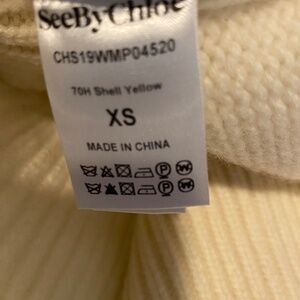 SeeByChloé
CHS19WMP04520
70H Shell Yellow
XS
MADE IN CHINA
P W
P W